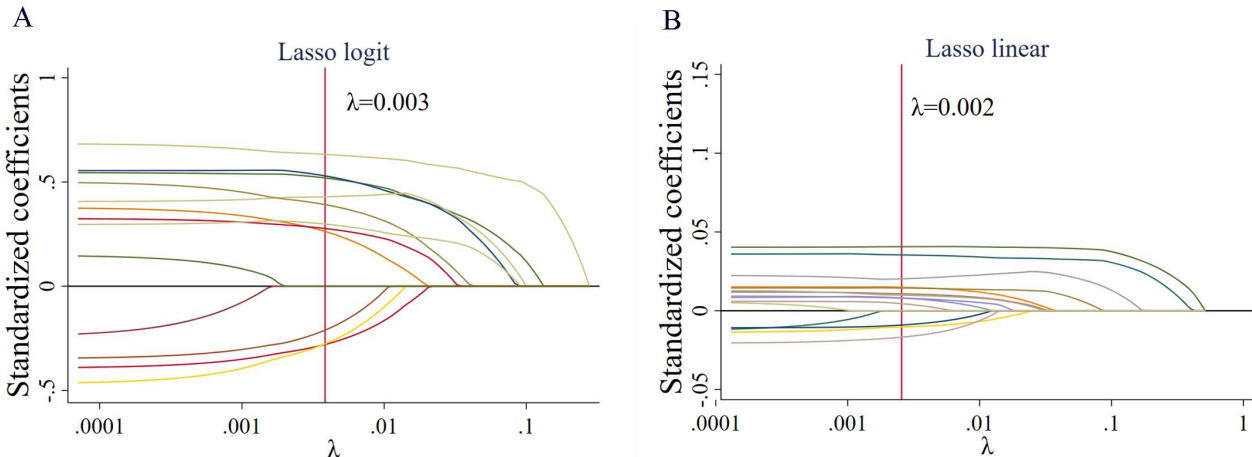 A
Lasso logit
Standardized coefficients
1
.5
0
-.5
λ=0.003
.0001
.001
.01
.1
λ
B
Lasso linear
Standardized coefficients
.15
.1
.05
0
-.05
λ=0.002
.0001
.001
.01
.1
1
λ